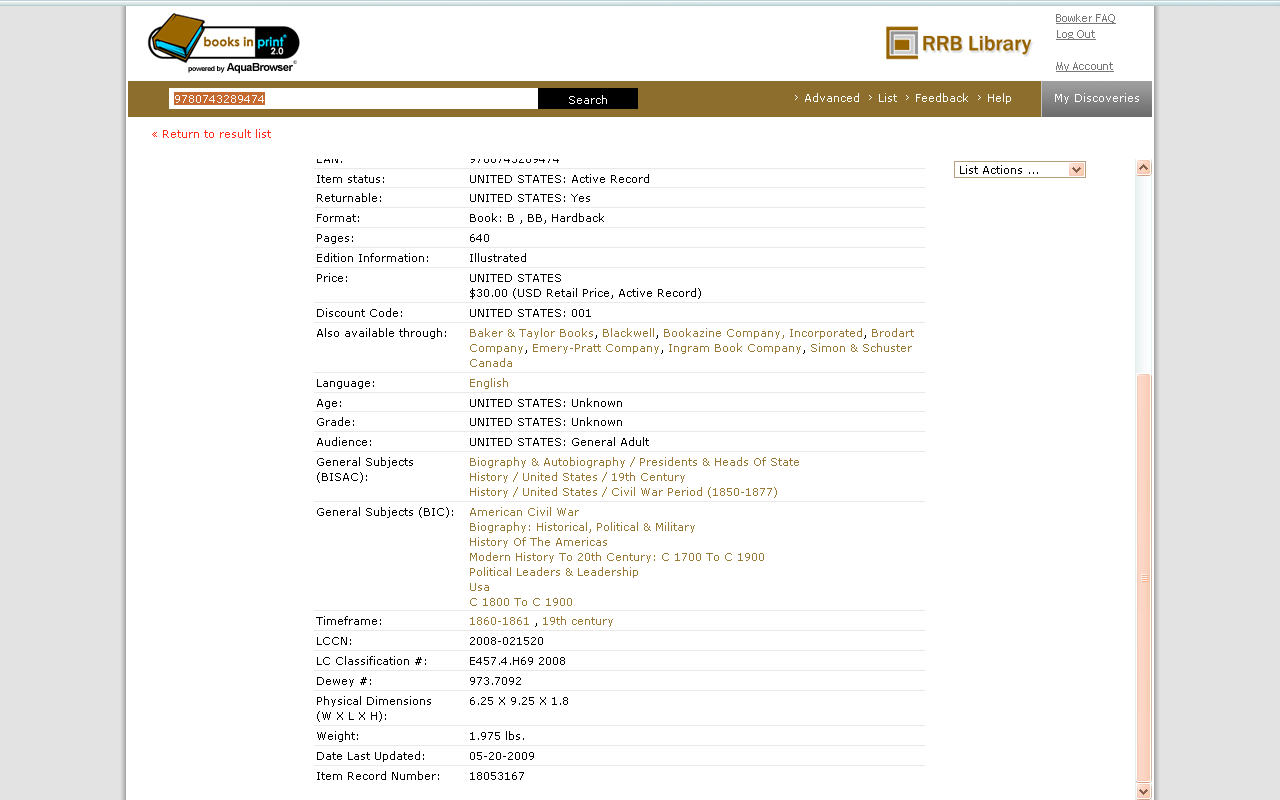 books in print 2.0
powered by AquaBrowser
RRB Library
Bowker FAQ
Log Out
My Account
9780743289474
Search
› Advanced › List › Feedback › Help
My Discoveries
« Return to result list
EAN: 9780743289474
List Actions ...
Item status: UNITED STATES: Active Record
Returnable: UNITED STATES: Yes
Format: Book: B , BB, Hardback
Pages: 640
Edition Information: Illustrated
Price: UNITED STATES
$30.00 (USD Retail Price, Active Record)
Discount Code: UNITED STATES: 001
Also available through: Baker & Taylor Books, Blackwell, Bookazine Company, Incorporated, Brodart
Company, Emery-Pratt Company, Ingram Book Company, Simon & Schuster
Canada
Language: English
Age: UNITED STATES: Unknown
Grade: UNITED STATES: Unknown
Audience: UNITED STATES: General Adult
General Subjects (BISAC): Biography & Autobiography / Presidents & Heads Of State
History / United States / 19th Century
History / United States / Civil War Period (1850-1877)
General Subjects (BIC): American Civil War
Biography: Historical, Political & Military
History Of The Americas
Modern History To 20th Century: C 1700 To C 1900
Political Leaders & Leadership
Usa
C 1800 To C 1900
Timeframe: 1860-1861 , 19th century
LCCN: 2008-021520
LC Classification #: E457.4.H69 2008
Dewey #: 973.7092
Physical Dimensions (W X L X H): 6.25 X 9.25 X 1.8
Weight: 1.975 lbs.
Date Last Updated: 05-20-2009
Item Record Number: 18053167